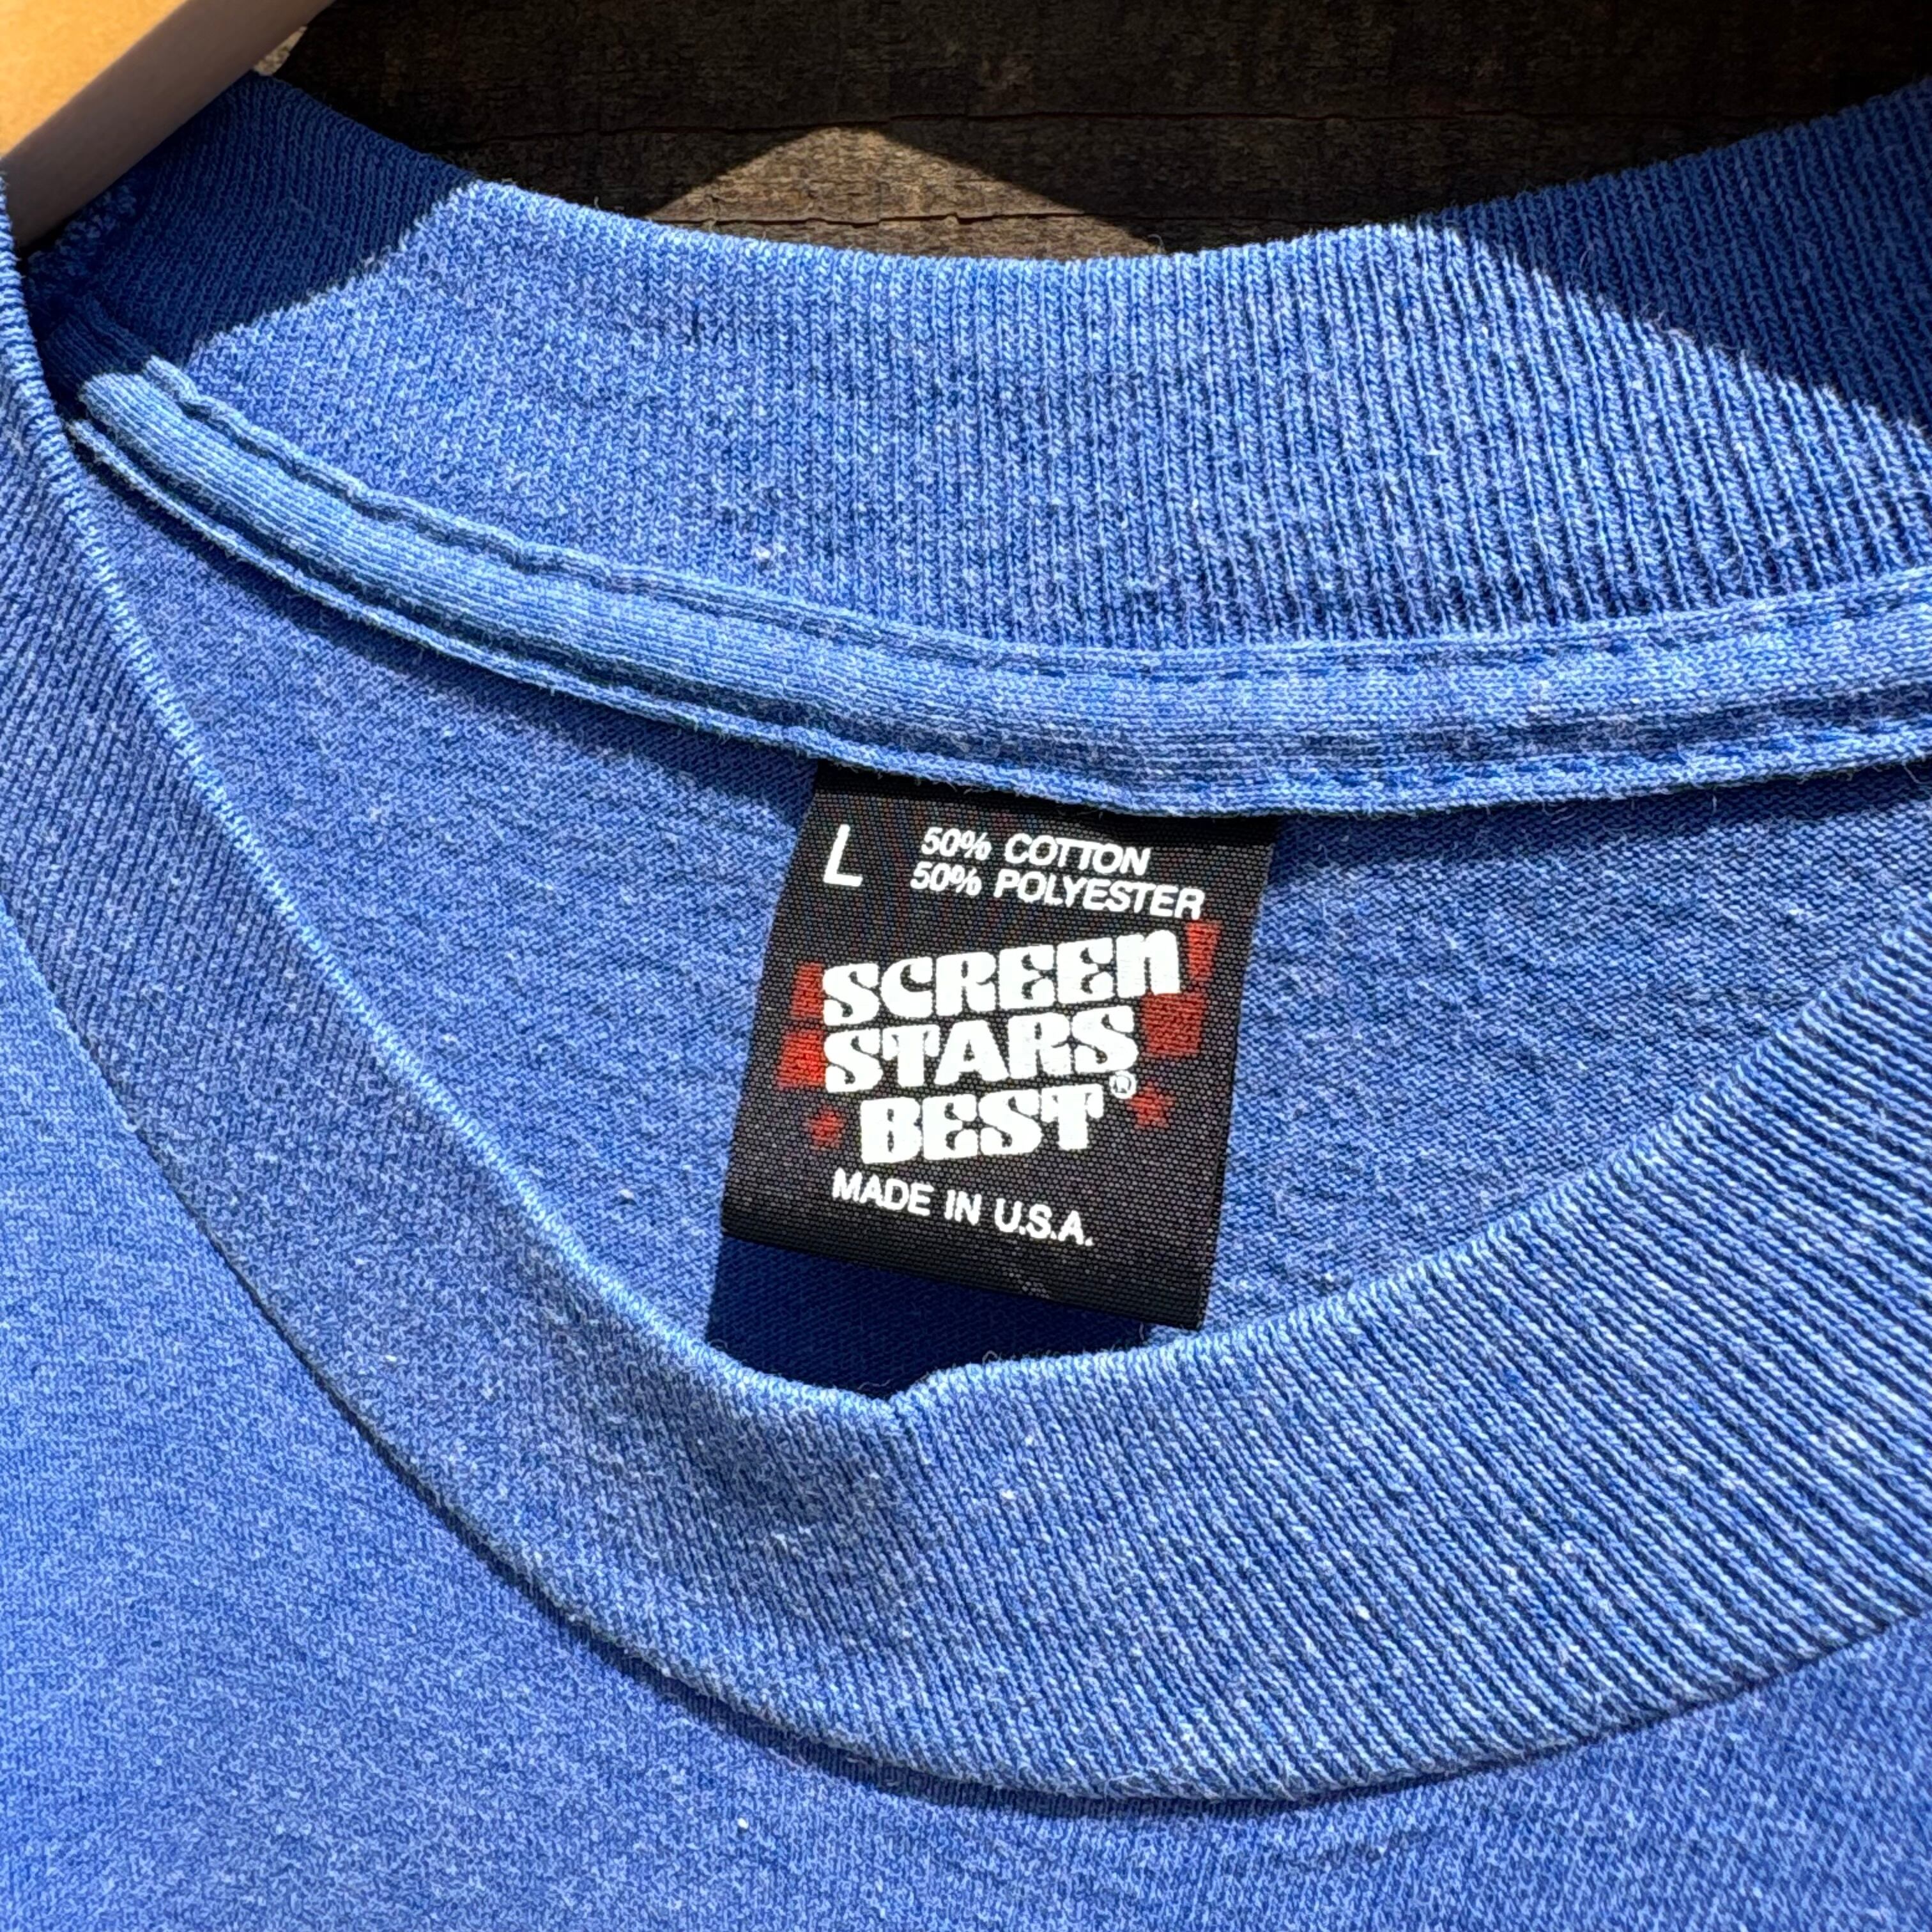 L
50% COTTON
50% POLYESTER
SCREEN
STARS
BEST®
MADE IN U.S.A.